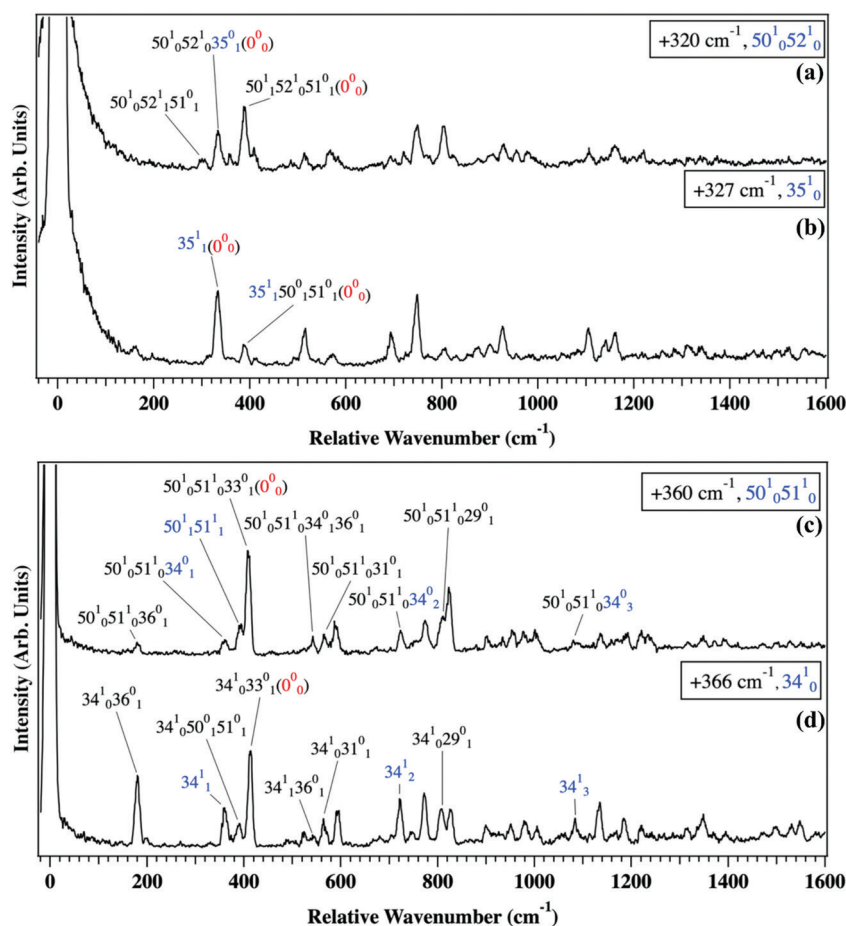 50¹₀52¹₀35⁰₁(0⁰₀)
+320 cm⁻¹, 50¹₀52¹₀
(a)
50¹₁52¹₀51⁰₁(0⁰₀)
50¹₀52¹₁51⁰₁
+327 cm⁻¹, 35¹₀
(b)
35¹₁(0⁰₀)
35¹₁50⁰₁51⁰₁(0⁰₀)
Intensity (Arb. Units)
0 200 400 600 800 1000 1200 1400 1600
Relative Wavenumber (cm⁻¹)
50¹₀51¹₀33⁰₁(0⁰₀)
+360 cm⁻¹, 50¹₀51¹₀
(c)
50¹₁51¹₁
50¹₀51¹₀34⁰₁36⁰₁
50¹₀51¹₀29⁰₁
50¹₀51¹₀34⁰₁
50¹₀51¹₀31⁰₁
50¹₀51¹₀34⁰₂
50¹₀51¹₀34⁰₃
50¹₀51¹₀36⁰₁
+366 cm⁻¹, 34¹₀
(d)
34¹₀33⁰₁(0⁰₀)
34¹₀36⁰₁
34¹₀50⁰₁51⁰₁
34¹₀31⁰₁
34¹₀29⁰₁
34¹₁
34¹₁36⁰₁
34¹₂
34¹₃
Intensity (Arb. Units)
0 200 400 600 800 1000 1200 1400 1600
Relative Wavenumber (cm⁻¹)